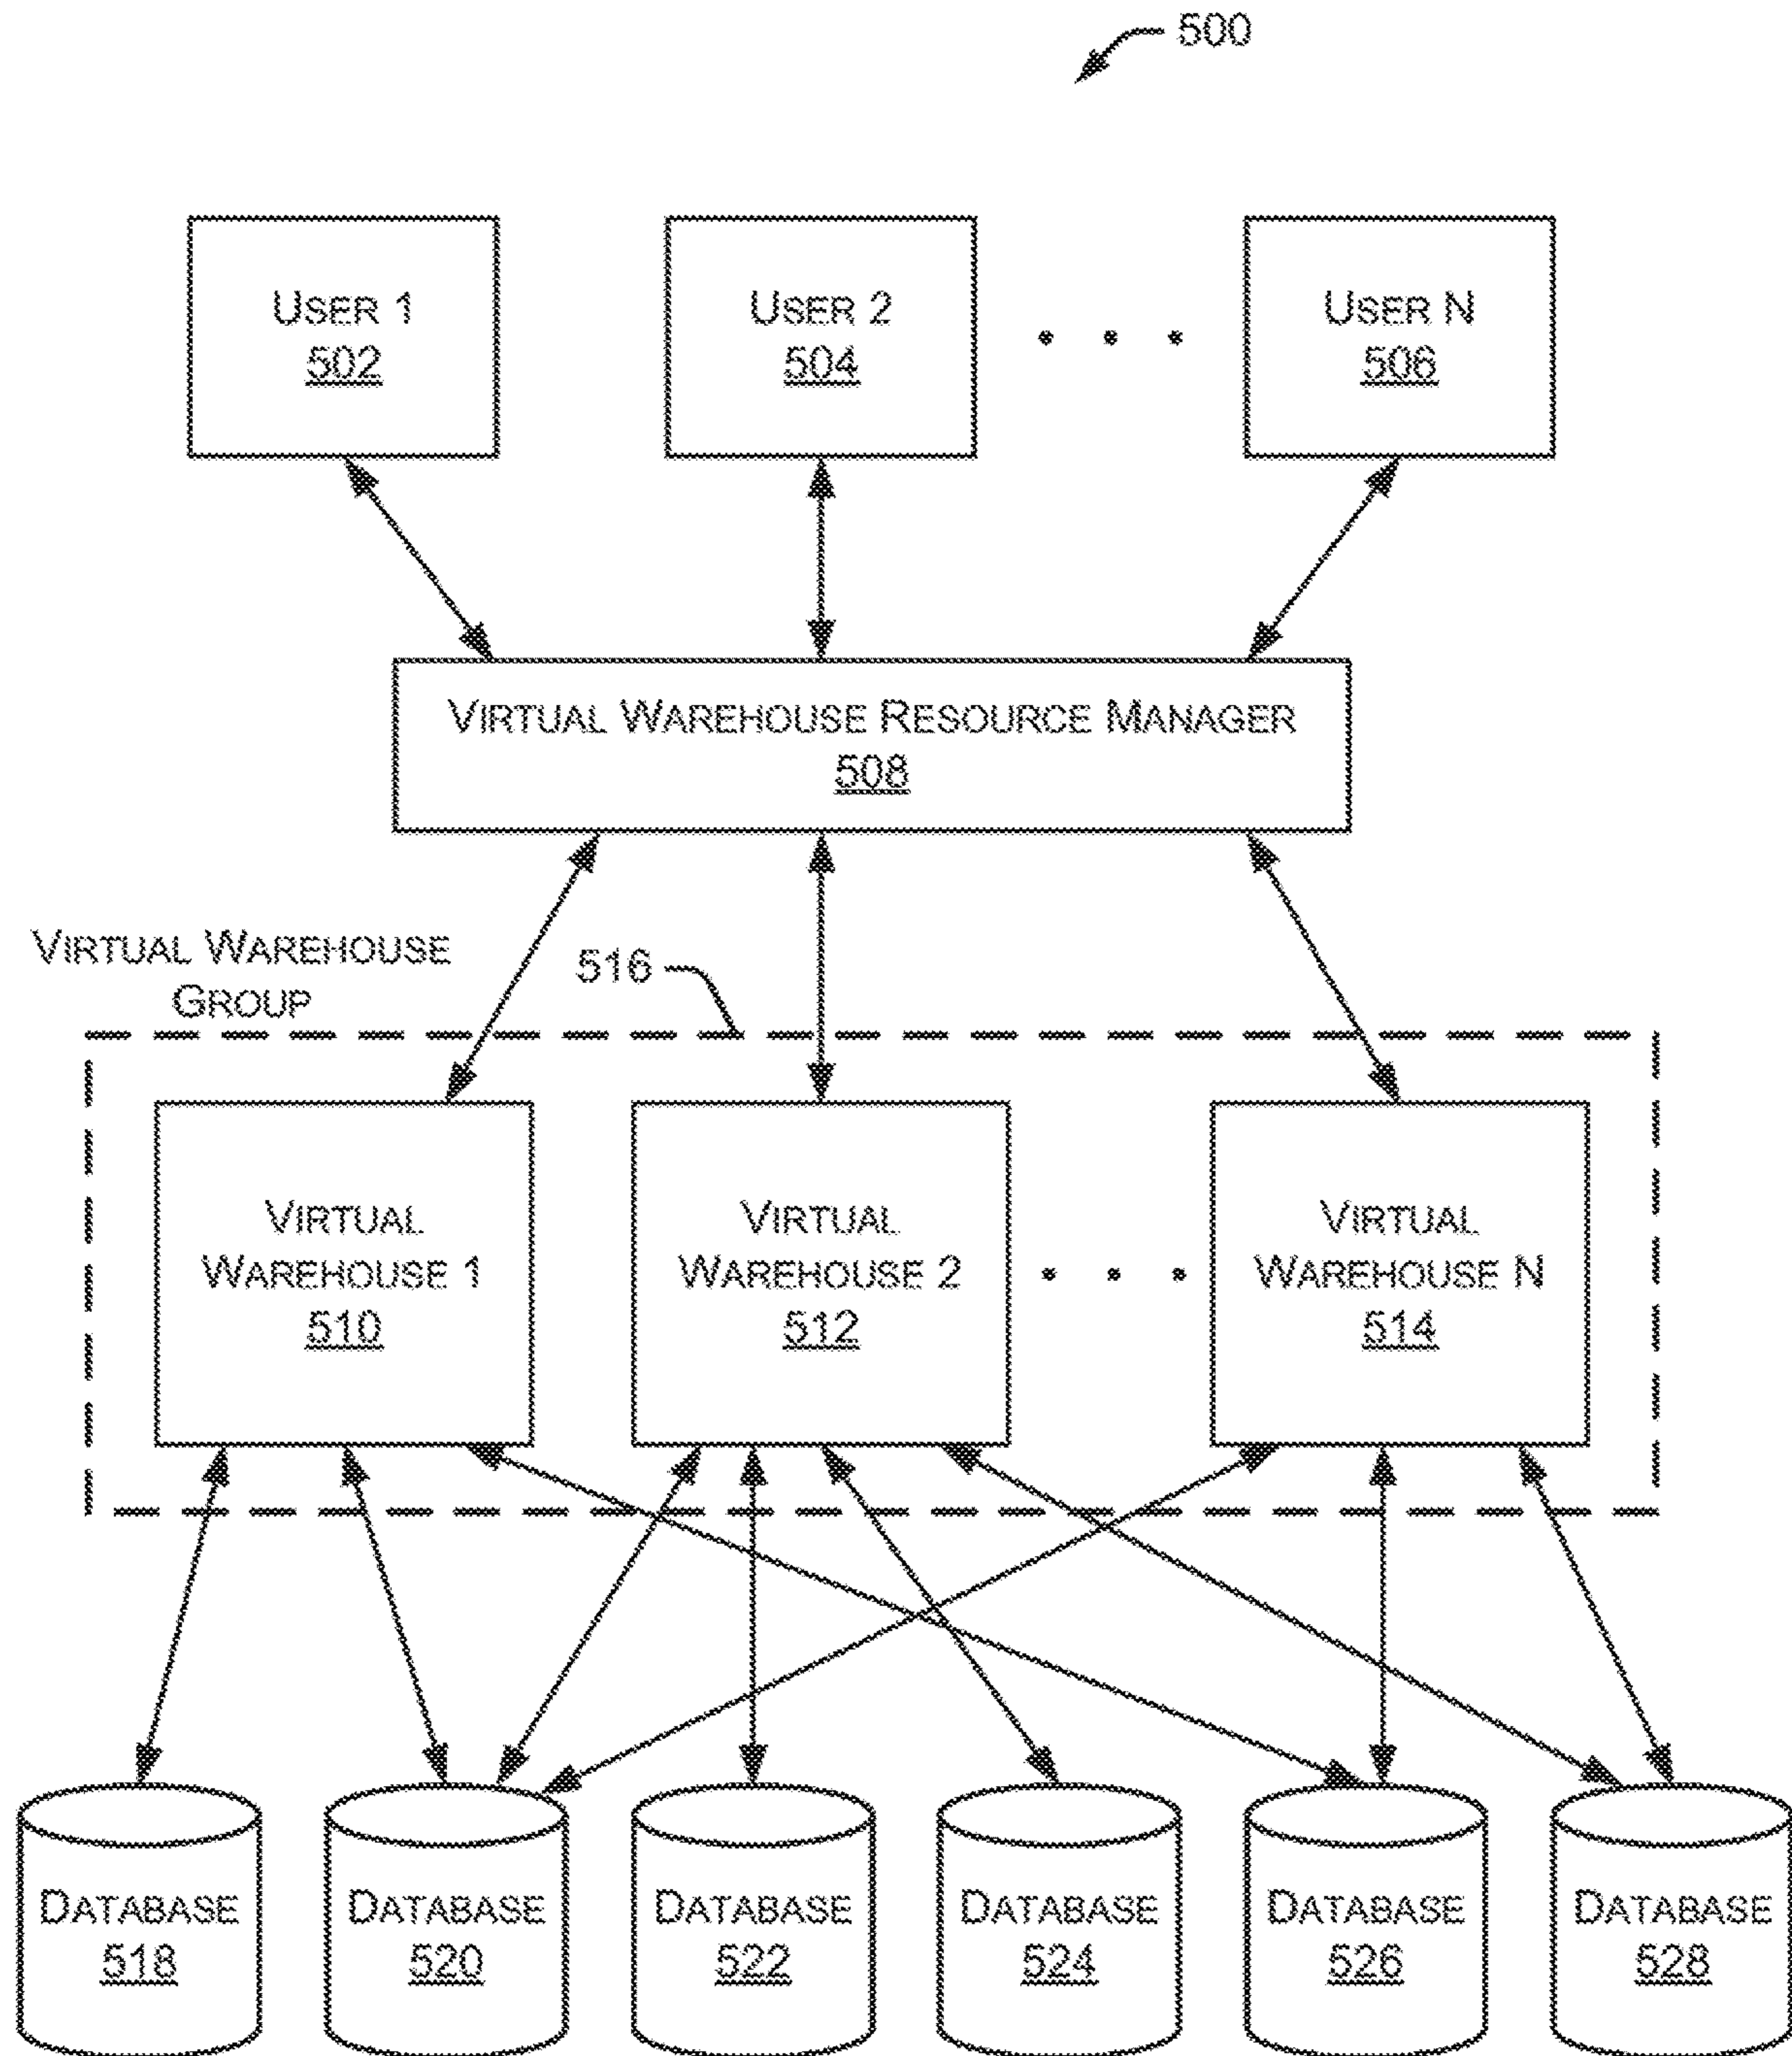 500
USER 1
502
USER 2
504
USER N
506
VIRTUAL WAREHOUSE RESOURCE MANAGER
508
VIRTUAL WAREHOUSE
GROUP
516
VIRTUAL
WAREHOUSE 1
510
VIRTUAL
WAREHOUSE 2
512
VIRTUAL
WAREHOUSE N
514
DATABASE
518
DATABASE
520
DATABASE
522
DATABASE
524
DATABASE
526
DATABASE
528